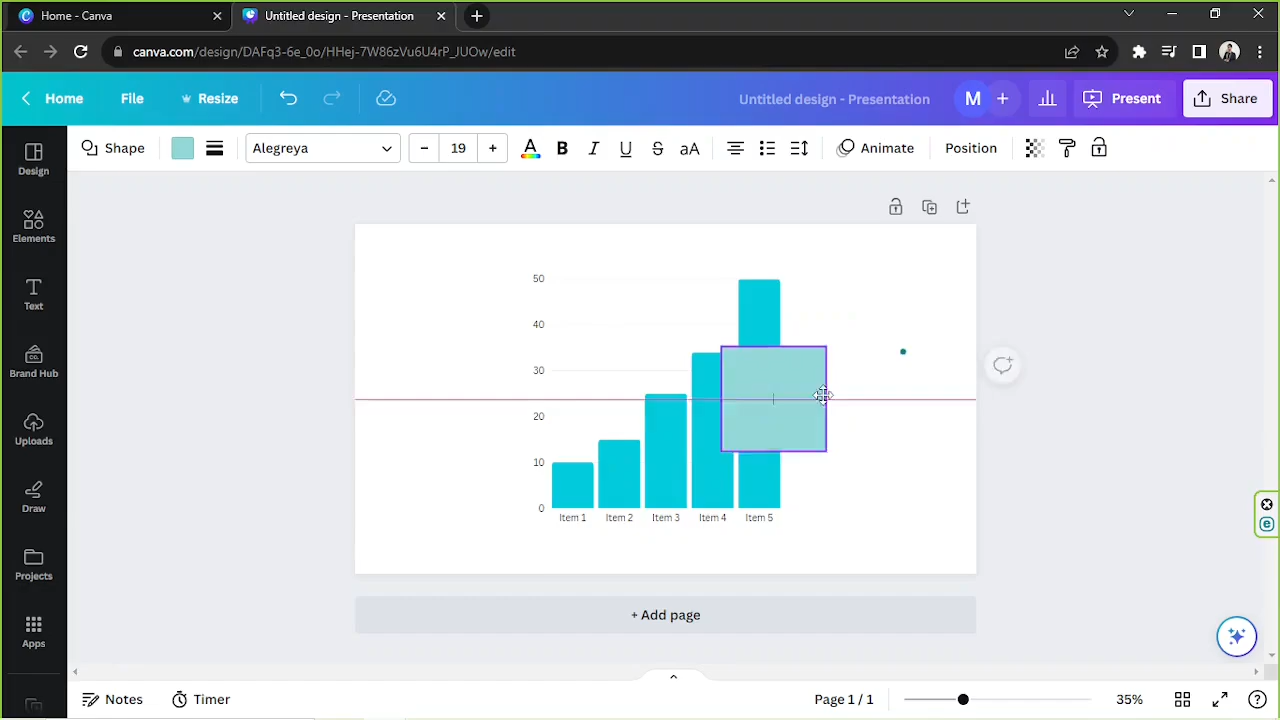 Home - Canva
Untitled design - Presentation
canva.com/design/DAFq3-6e_0o/HHej-7W86zVu6U4rP_JUOw/edit
Home
File
Resize
Untitled design - Presentation
M
Present
Share
Shape
Alegreya
19
A
B
I
U
S
aA
Animate
Position
Design
Elements
Text
CO.
Brand Hub
Uploads
Draw
Projects
Apps
50
40
30
20
10
0
Item 1
Item 2
Item 3
Item 4
Item 5
+ Add page
Notes
Timer
Page 1 / 1
35%